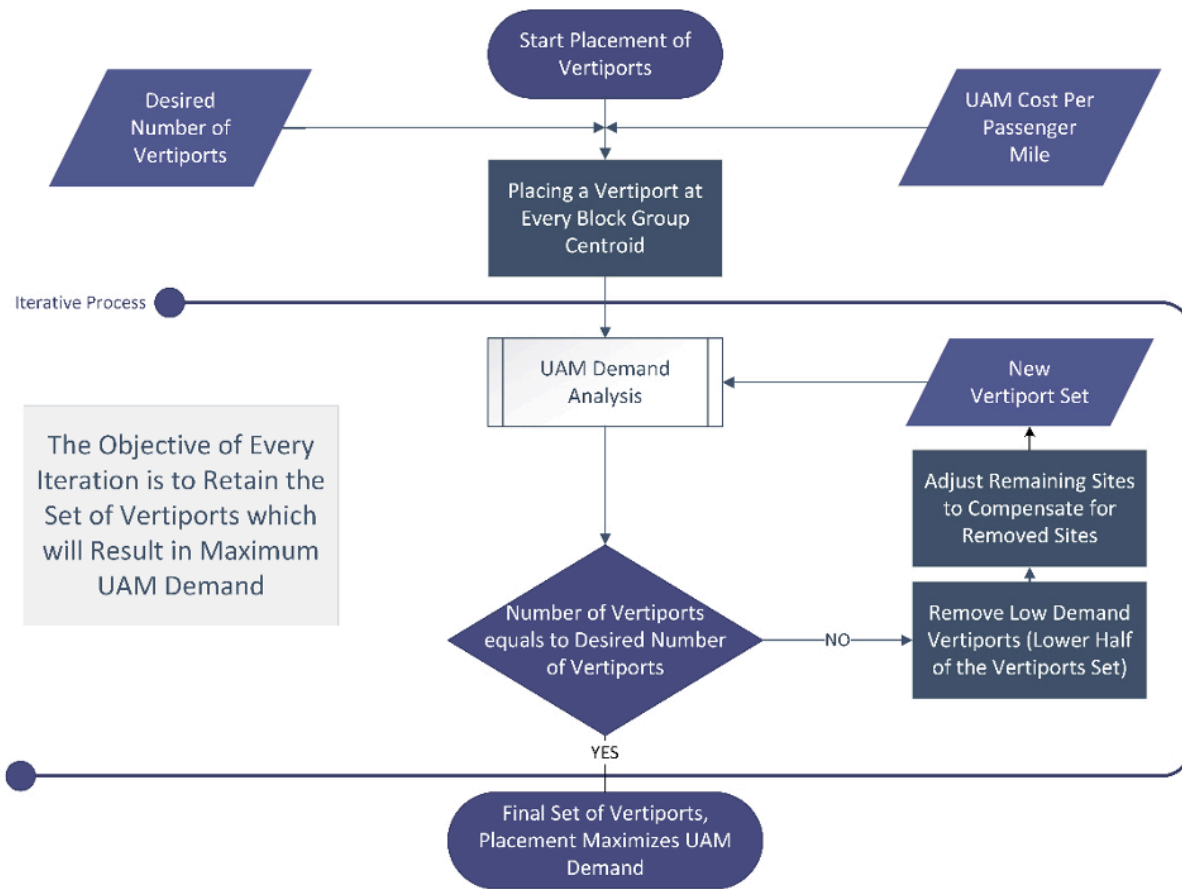 Start Placement of
Vertiports
Desired
Number of
Vertiports
UAM Cost Per
Passenger
Mile
Placing a Vertiport at
Every Block Group
Centroid
Iterative Process
UAM Demand
Analysis
New
Vertiport Set
The Objective of Every
Iteration is to Retain the
Set of Vertiports which
will Result in Maximum
UAM Demand
Adjust Remaining Sites
to Compensate for
Removed Sites
Number of Vertiports
equals to Desired Number
of Vertiports
NO
Remove Low Demand
Vertiports (Lower Half
of the Vertiports Set)
YES
Final Set of Vertiports,
Placement Maximizes UAM
Demand